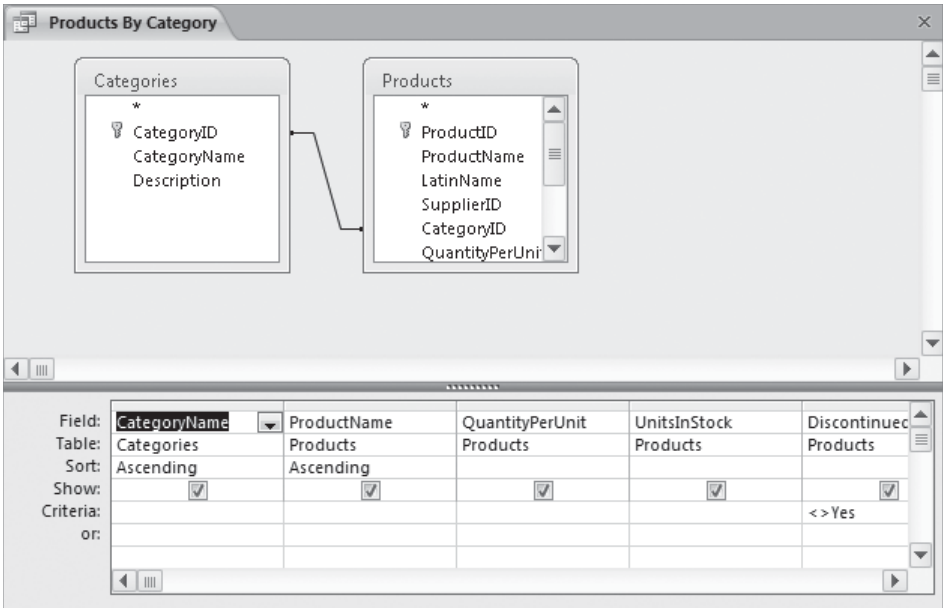 Products By Category
Categories
*
CategoryID
CategoryName
Description
Products
*
ProductID
ProductName
LatinName
SupplierID
CategoryID
QuantityPerUni
Field: CategoryName ProductName QuantityPerUnit UnitsInStock Discontinued
Table: Categories Products Products Products Products
Sort: Ascending Ascending
Show:
Criteria: <>Yes
or: